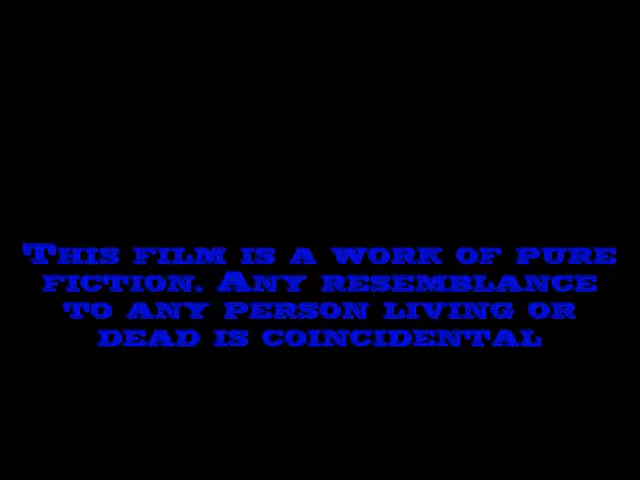 This film is a work of pure
fiction. Any resemblance
to any person living or
dead is coincidental